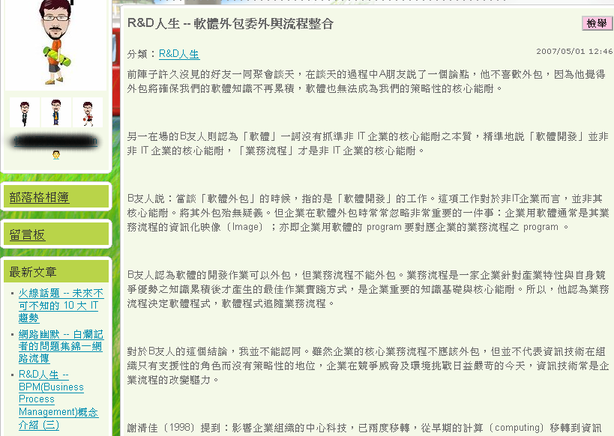 R&D人生 -- 軟體外包委外與流程整合
檢舉
分類：R&D人生
2007/05/01 12:46
前陣子許久沒見的好友一同聚會談天，在談天的過程中A朋友說了一個論點，他不喜歡外包，因為他覺得
外包將確保我們的軟體知識不再累積，軟體也無法成為我們的策略性的核心能耐。
另一在場的B友人則認為「軟體」一詞沒有抓準非 IT 企業的核心能耐之本質，精準地說「軟體開發」並非
非 IT 企業的核心能耐，「業務流程」才是非 IT 企業的核心能耐。
B友人說：當談「軟體外包」的時候，指的是「軟體開發」的工作。這項工作對於非IT企業而言，並非其
核心能耐。將其外包殆無疑義。但企業在軟體外包時常常忽略非常重要的一件事：企業用軟體通常是其業
務流程的資訊化映像（Image）；亦即企業用軟體的 program 要對應企業的業務流程之 program 。
B友人認為軟體的開發作業可以外包，但業務流程不能外包。業務流程是一家企業針對產業特性與自身競
爭優勢之知識累積後才產生的最佳作業實踐方式，是企業重要的知識基礎與核心能耐。所以，他認為業務
流程決定軟體程式，軟體程式追隨業務流程。
對於B友人的這個結論，我並不能認同。雖然企業的核心業務流程不應該外包，但並不代表資訊技術在組
織只有支援性的角色而沒有策略性的地位，企業在競爭威脅及環境挑戰日益嚴苛的今天，資訊技術常是企
業流程的改變驅力。
謝清佳（1998）提到：影響企業組織的中心科技，已兩度移轉，從早期的計算（computing）移轉到資訊
部落格相簿
留言板
最新文章
火線話題 -- 未來不
可不知的 10 大 IT
趨勢
網路幽默 -- 白爛記
者的問題集錦—網
路流傳
R&D人生 --
BPM(Business
Process
Management)概念
介紹 (三)